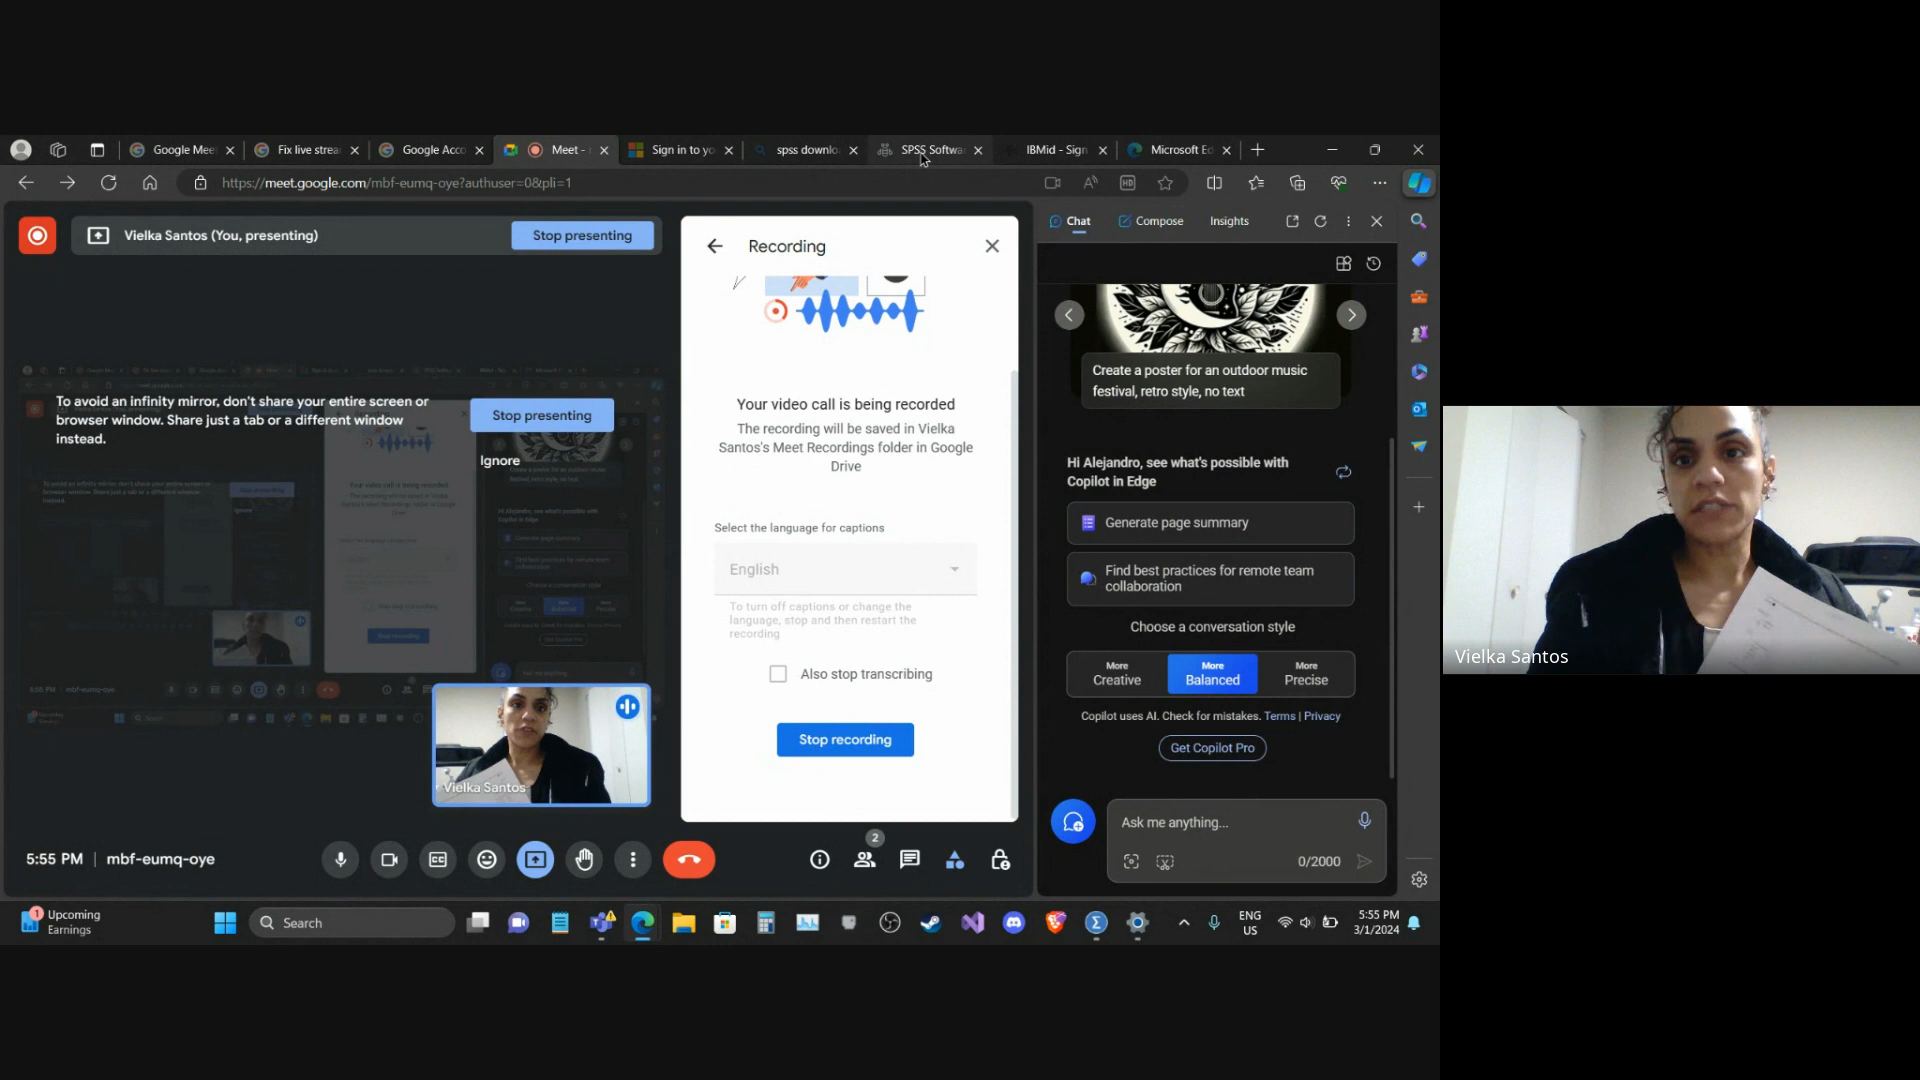 Google Mee
Fix live strea
Google Acco
Meet -
Sign in to yo
spss downlo
SPSS Softwa
IBMid - Sign
Microsoft Ed
https://meet.google.com/mbf-eumq-oye?authuser=0&pli=1
Vielka Santos (You, presenting)
Stop presenting
To avoid an infinity mirror, don't share your entire screen or
browser window. Share just a tab or a different window
instead.
Stop presenting
Ignore
Vielka Santos
Recording
Your video call is being recorded
The recording will be saved in Vielka
Santos's Meet Recordings folder in Google
Drive
Select the language for captions
English
To turn off captions or change the
language, stop and then restart the
recording
Also stop transcribing
Stop recording
Chat
Compose
Insights
Create a poster for an outdoor music
festival, retro style, no text
Hi Alejandro, see what's possible with
Copilot in Edge
Generate page summary
Find best practices for remote team
collaboration
Choose a conversation style
More
Creative
More
Balanced
More
Precise
Copilot uses AI. Check for mistakes. Terms | Privacy
Get Copilot Pro
Ask me anything...
0/2000
5:55 PM | mbf-eumq-oye
2
1
Upcoming
Earnings
Search
ENG
US
5:55 PM
3/1/2024
Vielka Santos